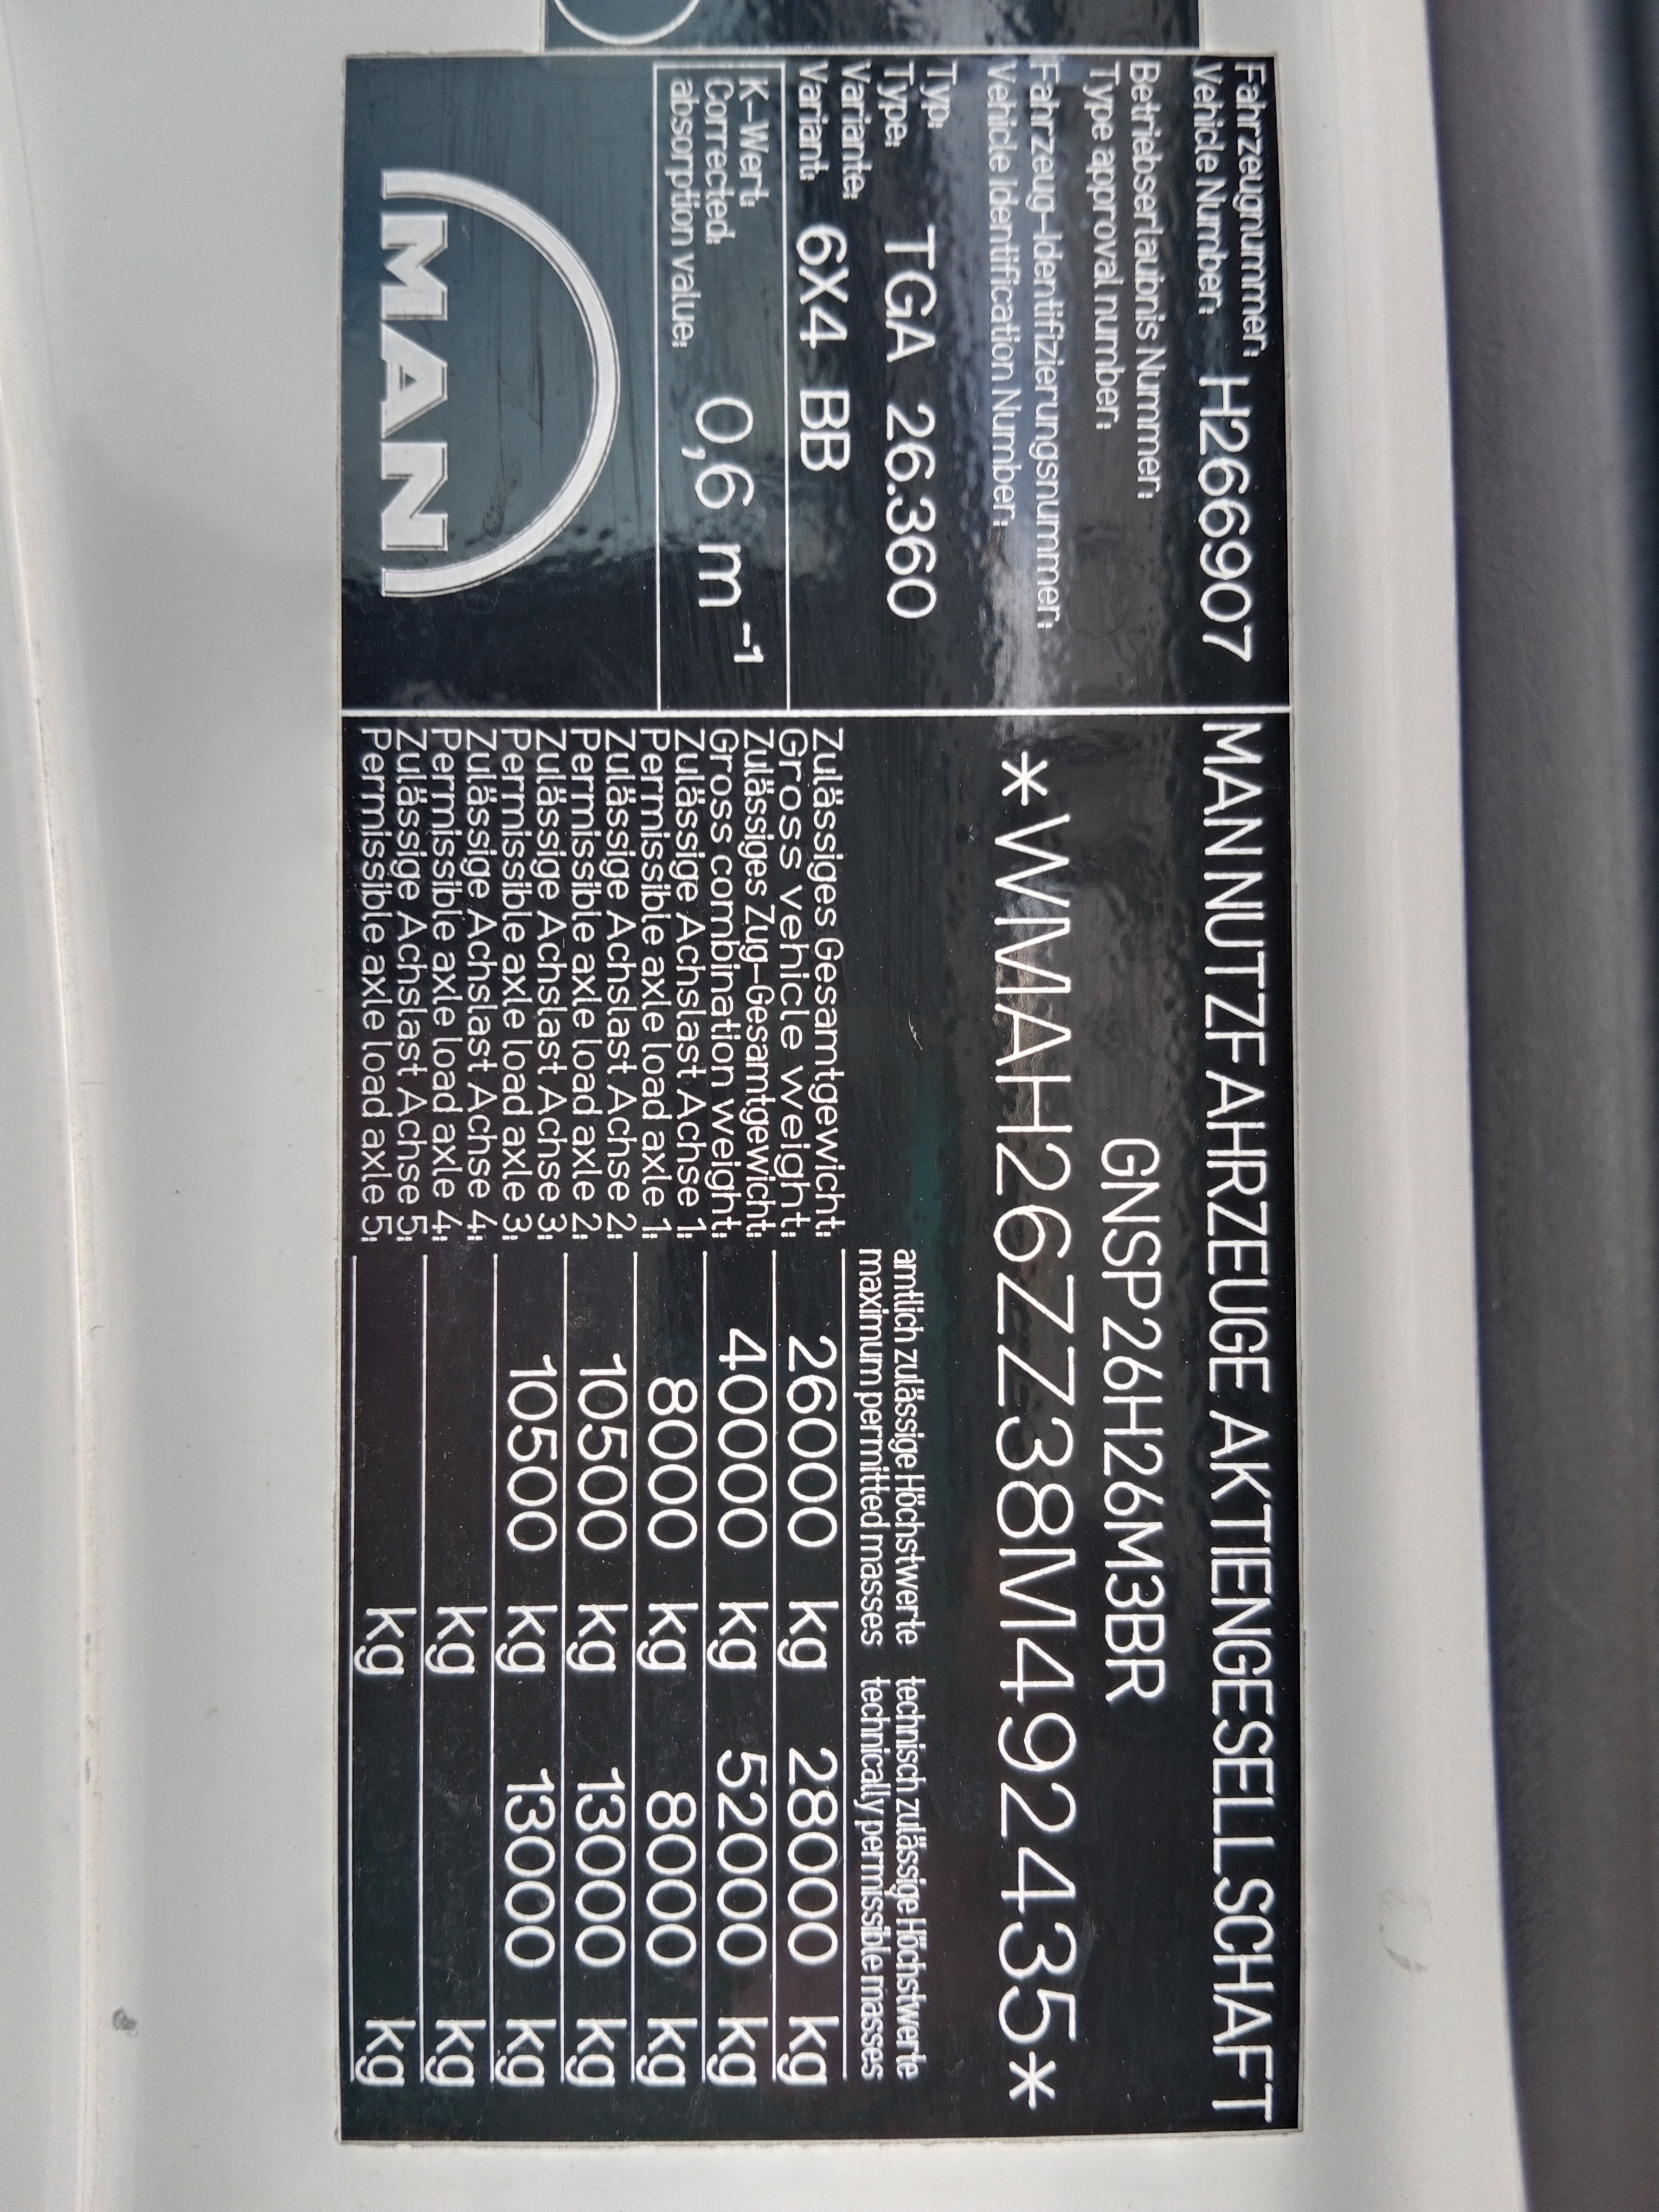 Fahrzeugnummer: H266907 MAN NUTZFAHRZEUGE AKTIENGESELLSCHAFT
Vehicle Number:
Betriebserlaubnis Nummer: GNSP26H26M3BR
Type approval number:
Fahrzeug-Identifizierungsnummer: *WMAH26ZZ38M492435*
Vehicle Identification Number:
Typ: TGA 26.360
Type:
Variante: 6X4 BB
Variant:
K-Wert: 0,6 m⁻¹
Corrected
absorption value:
MAN
amtlich zulässige Höchstwerte technisch zulässige Höchstwerte
maximum permitted masses technically permissible masses
Zulässiges Gesamtgewicht: 26000 kg 28000 kg
Gross vehicle weight:
Zulässiges Zug-Gesamtgewicht: 40000 kg 52000 kg
Gross combination weight:
Zulässige Achslast Achse 1: 8000 kg 8000 kg
Permissible axle load axle 1:
Zulässige Achslast Achse 2: 10500 kg 13000 kg
Permissible axle load axle 2:
Zulässige Achslast Achse 3: 10500 kg 13000 kg
Permissible axle load axle 3:
Zulässige Achslast Achse 4: kg kg
Permissible axle load axle 4:
Zulässige Achslast Achse 5: kg kg
Permissible axle load axle 5: